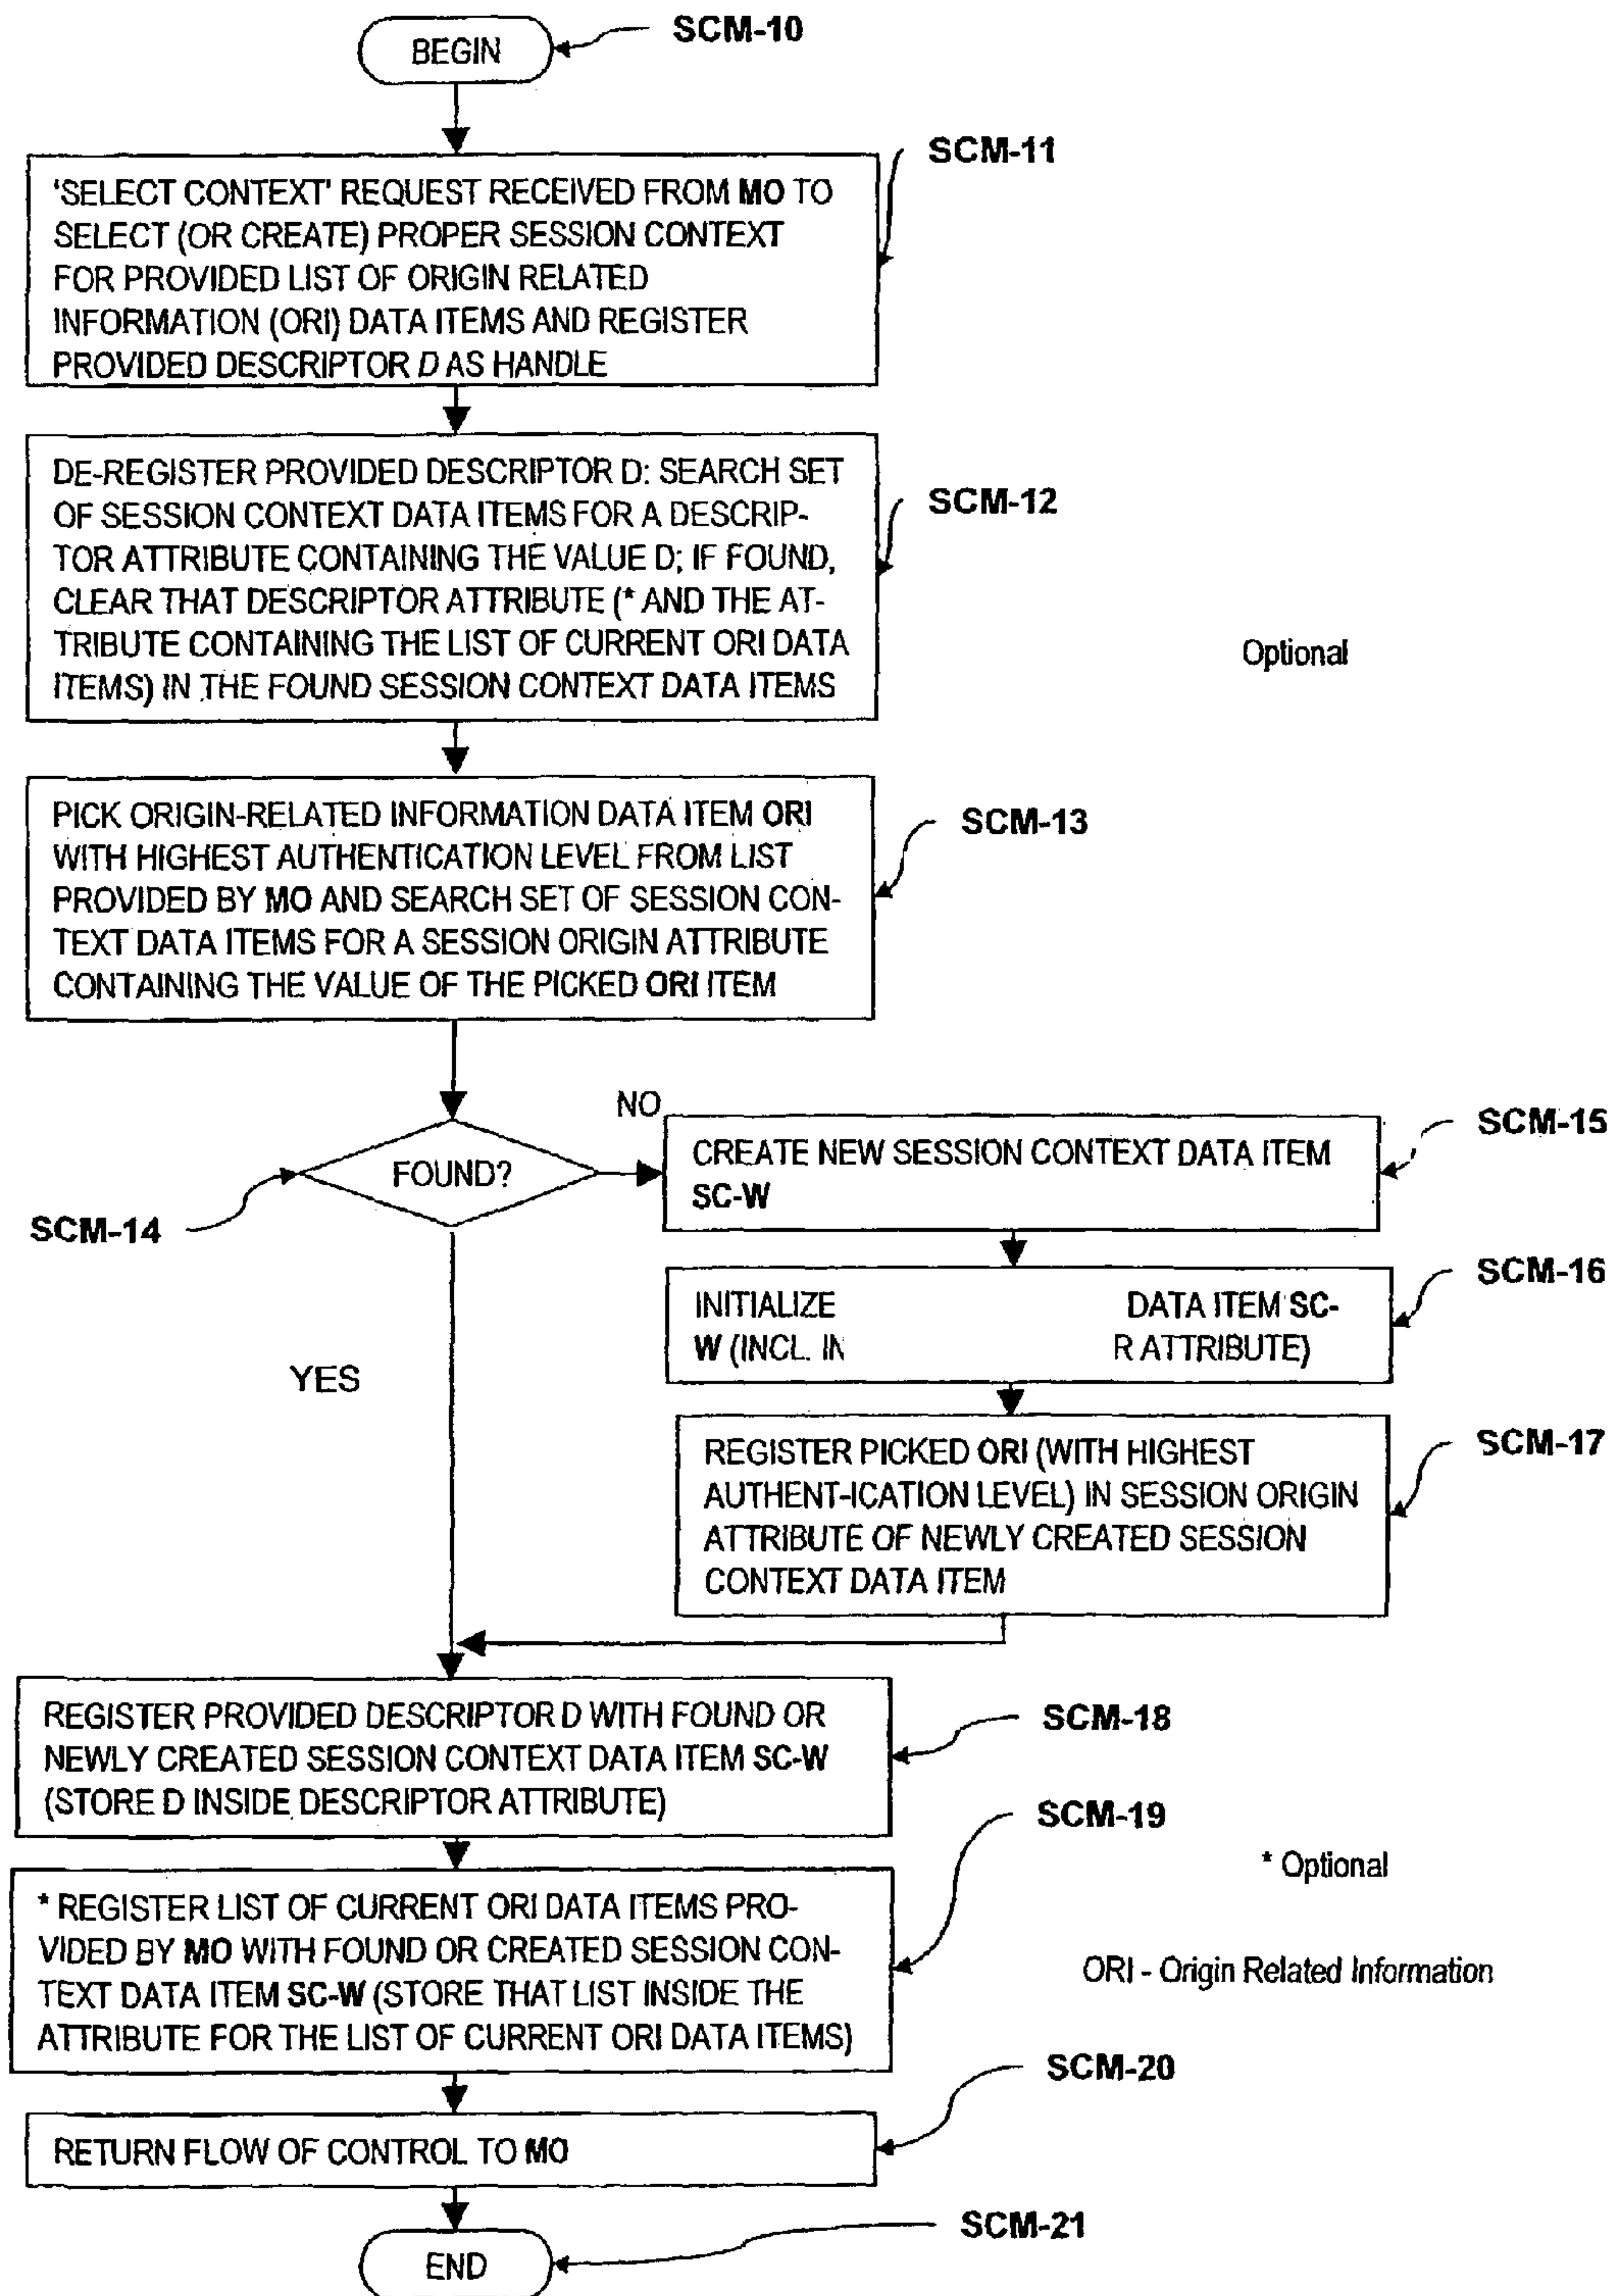 BEGIN
SCM-10
SCM-11
'SELECT CONTEXT' REQUEST RECEIVED FROM MO TO
SELECT (OR CREATE) PROPER SESSION CONTEXT
FOR PROVIDED LIST OF ORIGIN RELATED
INFORMATION (ORI) DATA ITEMS AND REGISTER
PROVIDED DESCRIPTOR D AS HANDLE
DE-REGISTER PROVIDED DESCRIPTOR D: SEARCH SET
OF SESSION CONTEXT DATA ITEMS FOR A DESCRIP-
TOR ATTRIBUTE CONTAINING THE VALUE D; IF FOUND,
CLEAR THAT DESCRIPTOR ATTRIBUTE (* AND THE AT-
TRIBUTE CONTAINING THE LIST OF CURRENT ORI DATA
ITEMS) IN THE FOUND SESSION CONTEXT DATA ITEMS
SCM-12
Optional
PICK ORIGIN-RELATED INFORMATION DATA ITEM ORI
WITH HIGHEST AUTHENTICATION LEVEL FROM LIST
PROVIDED BY MO AND SEARCH SET OF SESSION CON-
TEXT DATA ITEMS FOR A SESSION ORIGIN ATTRIBUTE
CONTAINING THE VALUE OF THE PICKED ORI ITEM
SCM-13
FOUND?
SCM-14
NO
YES
CREATE NEW SESSION CONTEXT DATA ITEM
SC-W
SCM-15
INITIALIZE DATA ITEM SC-
W (INCL. IN R ATTRIBUTE)
SCM-16
REGISTER PICKED ORI (WITH HIGHEST
AUTHENT-ICATION LEVEL) IN SESSION ORIGIN
ATTRIBUTE OF NEWLY CREATED SESSION
CONTEXT DATA ITEM
SCM-17
REGISTER PROVIDED DESCRIPTOR D WITH FOUND OR
NEWLY CREATED SESSION CONTEXT DATA ITEM SC-W
(STORE D INSIDE DESCRIPTOR ATTRIBUTE)
SCM-18
* REGISTER LIST OF CURRENT ORI DATA ITEMS PRO-
VIDED BY MO WITH FOUND OR CREATED SESSION CON-
TEXT DATA ITEM SC-W (STORE THAT LIST INSIDE THE
ATTRIBUTE FOR THE LIST OF CURRENT ORI DATA ITEMS)
SCM-19
* Optional
ORI - Origin Related Information
RETURN FLOW OF CONTROL TO MO
SCM-20
END
SCM-21